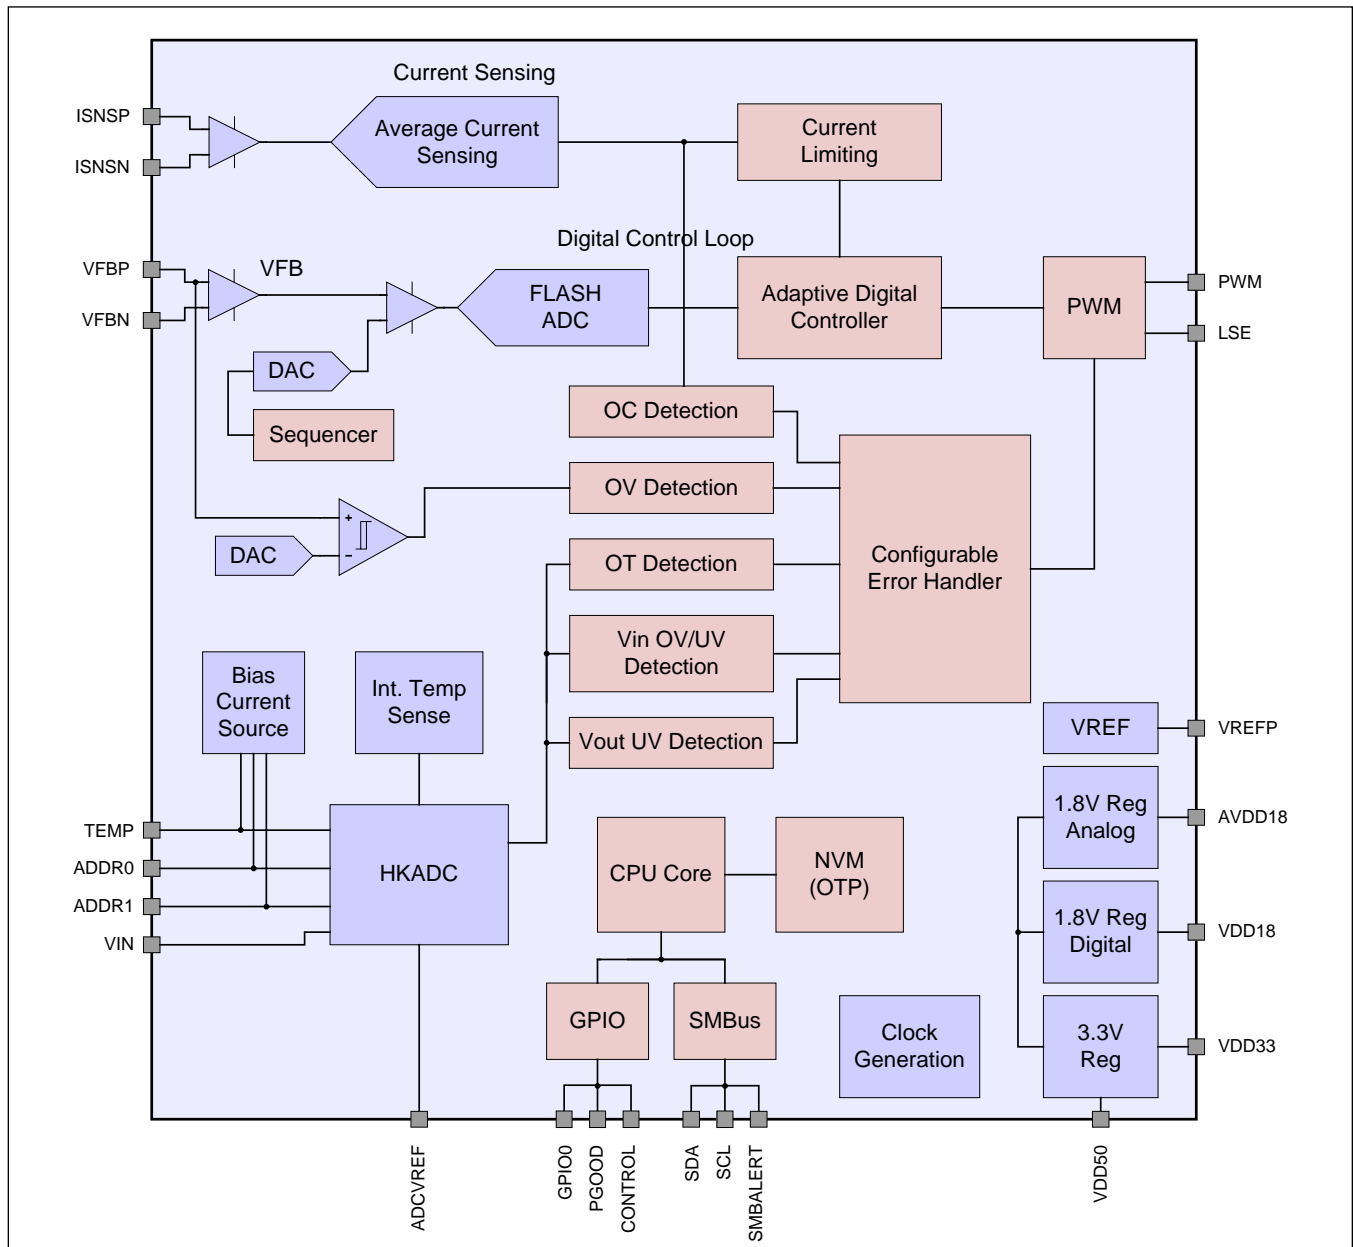 Current Sensing
ISNSP
ISNSN
Average Current
Sensing
Current
Limiting
Digital Control Loop
VFBP
VFBN
VFB
FLASH
ADC
Adaptive Digital
Controller
PWM
PWM
LSE
DAC
Sequencer
OC Detection
OV Detection
+
−
DAC
OT Detection
Configurable
Error Handler
Vin OV/UV
Detection
Vout UV Detection
Bias
Current
Source
Int. Temp
Sense
VREF
VREFP
1.8V Reg
Analog
AVDD18
TEMP
ADDR0
ADDR1
VIN
HKADC
CPU Core
NVM
(OTP)
1.8V Reg
Digital
VDD18
GPIO
SMBus
Clock
Generation
3.3V
Reg
VDD33
ADCVREF
GPIO0
PGOOD
CONTROL
SDA
SCL
SMBALERT
VDD50